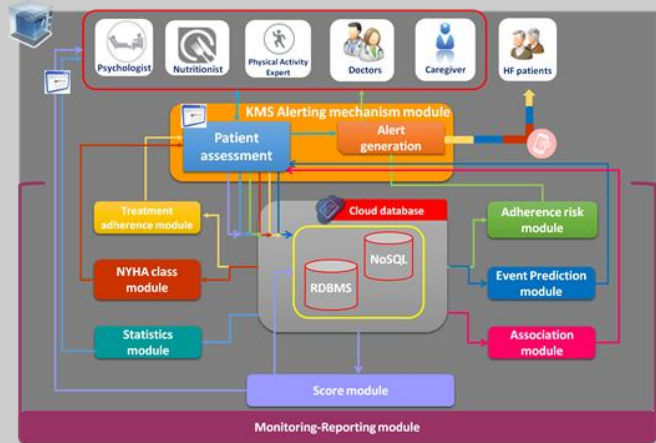 Psychologist
Nutritionist
Physical Activity
Expert
Doctors
Caregiver
HF patients
KMS Alerting mechanism module
Patient
assessment
Alert
generation
Cloud database
Treatment
adherence module
Adherence risk
module
NoSQL
NYHA class
module
RDBMS
Event Prediction
module
Statistics
module
Association
module
Score module
Monitoring-Reporting module